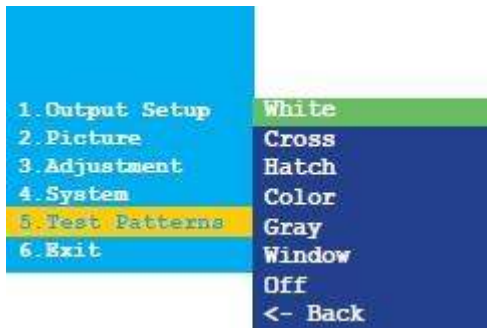 1.Output Setup
2.Picture
3.Adjustment
4.System
5.Test Patterns
6.Exit
White
Cross
Hatch
Color
Gray
Window
Off
<- Back